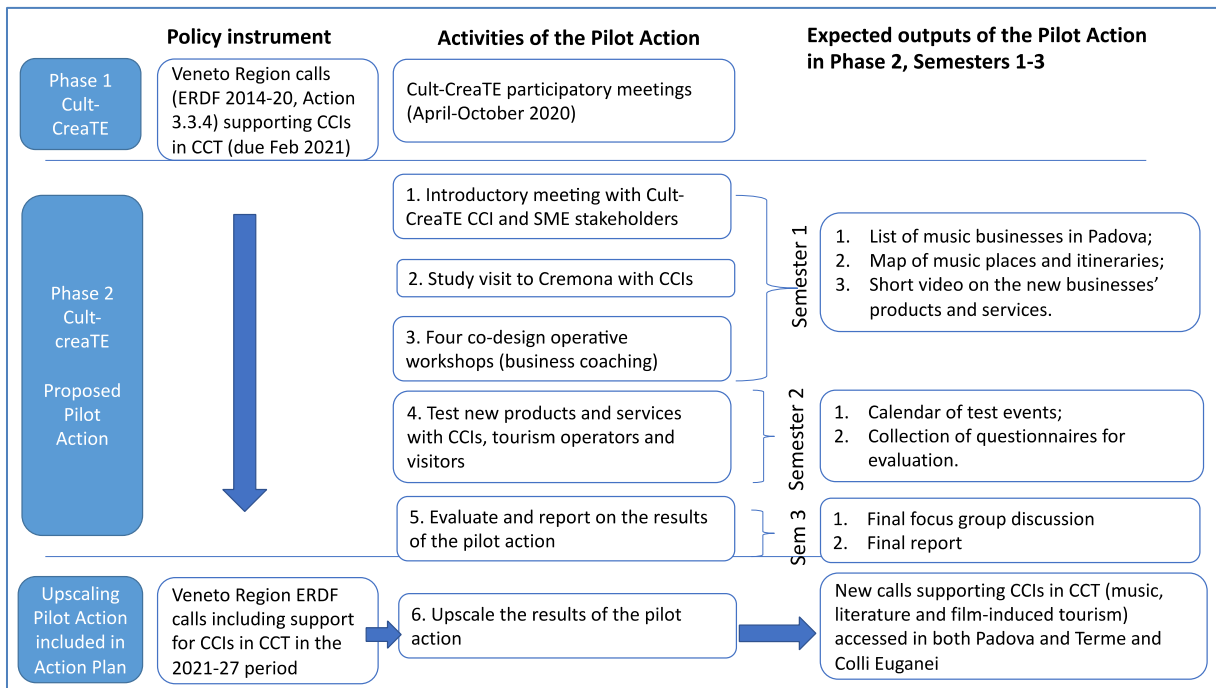 Policy instrument
Activities of the Pilot Action
Expected outputs of the Pilot Action
in Phase 2, Semesters 1-3
Phase 1
Cult-
CreaTE
Veneto Region calls
(ERDF 2014-20, Action
3.3.4) supporting CCIs
in CCT (due Feb 2021)
Cult-CreaTE participatory meetings
(April-October 2020)
Phase 2
Cult-
creaTE
Proposed
Pilot
Action
1. Introductory meeting with Cult-
CreaTE CCI and SME stakeholders
2. Study visit to Cremona with CCIs
3. Four co-design operative
workshops (business coaching)
Semester 1
1. List of music businesses in Padova;
2. Map of music places and itineraries;
3. Short video on the new businesses’
products and services.
4. Test new products and services
with CCIs, tourism operators and
visitors
Semester 2
1. Calendar of test events;
2. Collection of questionnaires for
evaluation.
5. Evaluate and report on the results
of the pilot action
Sem 3
1. Final focus group discussion
2. Final report
Upscaling
Pilot Action
included in
Action Plan
Veneto Region ERDF
calls including support
for CCIs in CCT in the
2021-27 period
6. Upscale the results of the pilot
action
New calls supporting CCIs in CCT (music,
literature and film-induced tourism)
accessed in both Padova and Terme and
Colli Euganei